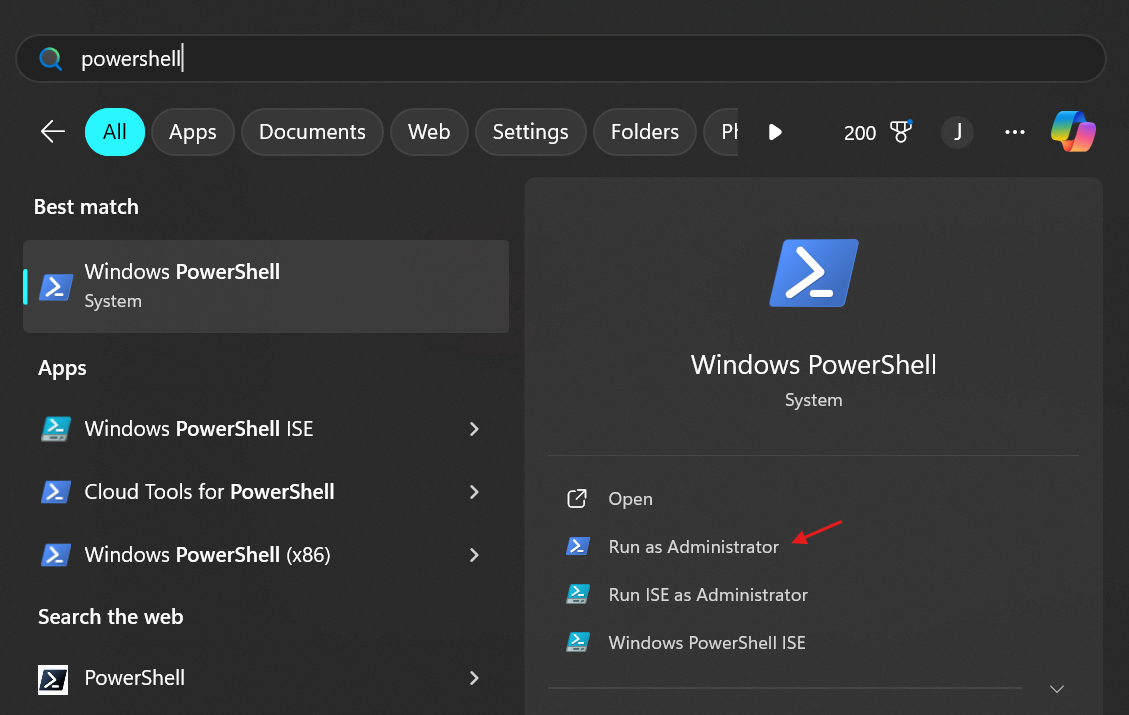 powershell
All
Apps
Documents
Web
Settings
Folders
200
J
Best match
Windows PowerShell
System
Apps
Windows PowerShell ISE
Cloud Tools for PowerShell
Windows PowerShell (x86)
Search the web
PowerShell
Windows PowerShell
System
Open
Run as Administrator
Run ISE as Administrator
Windows PowerShell ISE